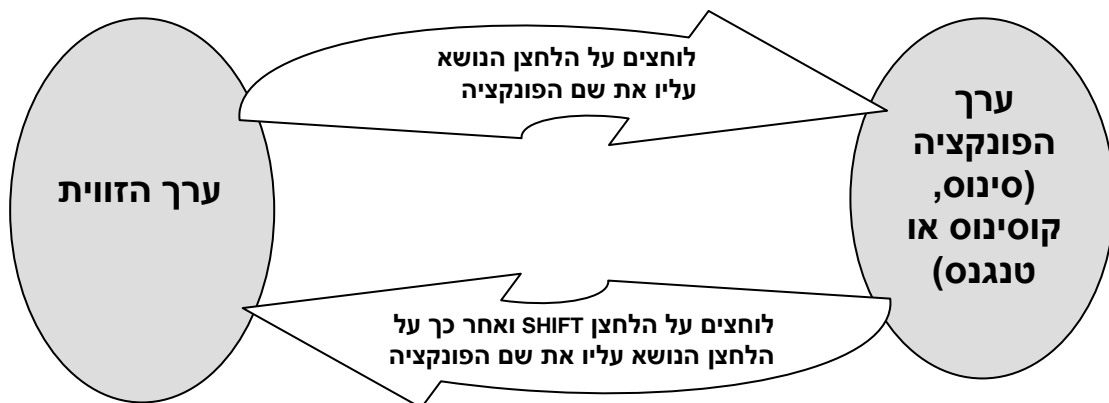 לוחצים על הלחצן הנושא
עליו את שם הפונקציה
ערך
הפונקציה
(סינוס,
קוסינוס או
טנגנס)
ערך הזווית
לוחצים על הלחצן SHIFT ואחר כך על
הלחצן הנושא עליו את שם הפונקציה